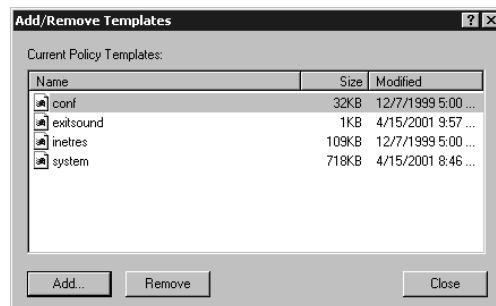 Add/Remove Templates ? X
Current Policy Templates:
Name Size Modified
conf 32KB 12/7/1999 5:00 ...
exitsound 1KB 4/15/2001 9:57 ...
inetres 109KB 12/7/1999 5:00 ...
system 718KB 4/15/2001 8:46 ...
Add... Remove Close